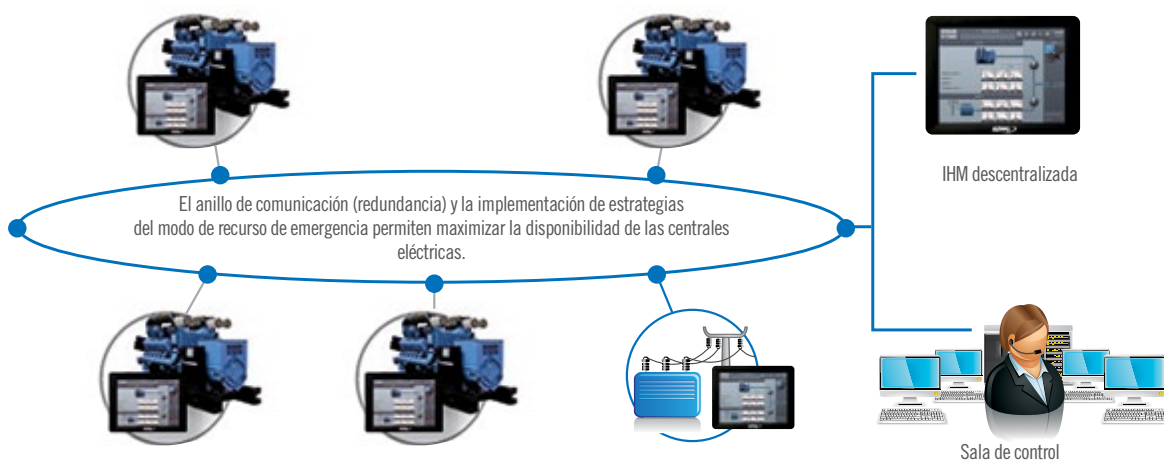 El anillo de comunicación (redundancia) y la implementación de estrategias
del modo de recurso de emergencia permiten maximizar la disponibilidad de las centrales
eléctricas.
IHM descentralizada
Sala de control